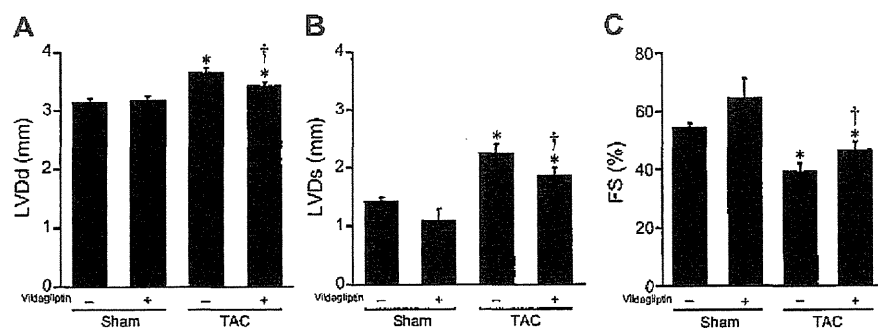 A
LVDd (mm)
4
3
2
1
0
*
†
*
Vildagliptin
−
+
−
+
Sham
TAC
B
LVDs (mm)
4
3
2
1
0
*
†
*
Vildagliptin
−
+
−
+
Sham
TAC
C
FS (%)
80
60
40
20
0
*
†
*
Vildagliptin
−
+
−
+
Sham
TAC